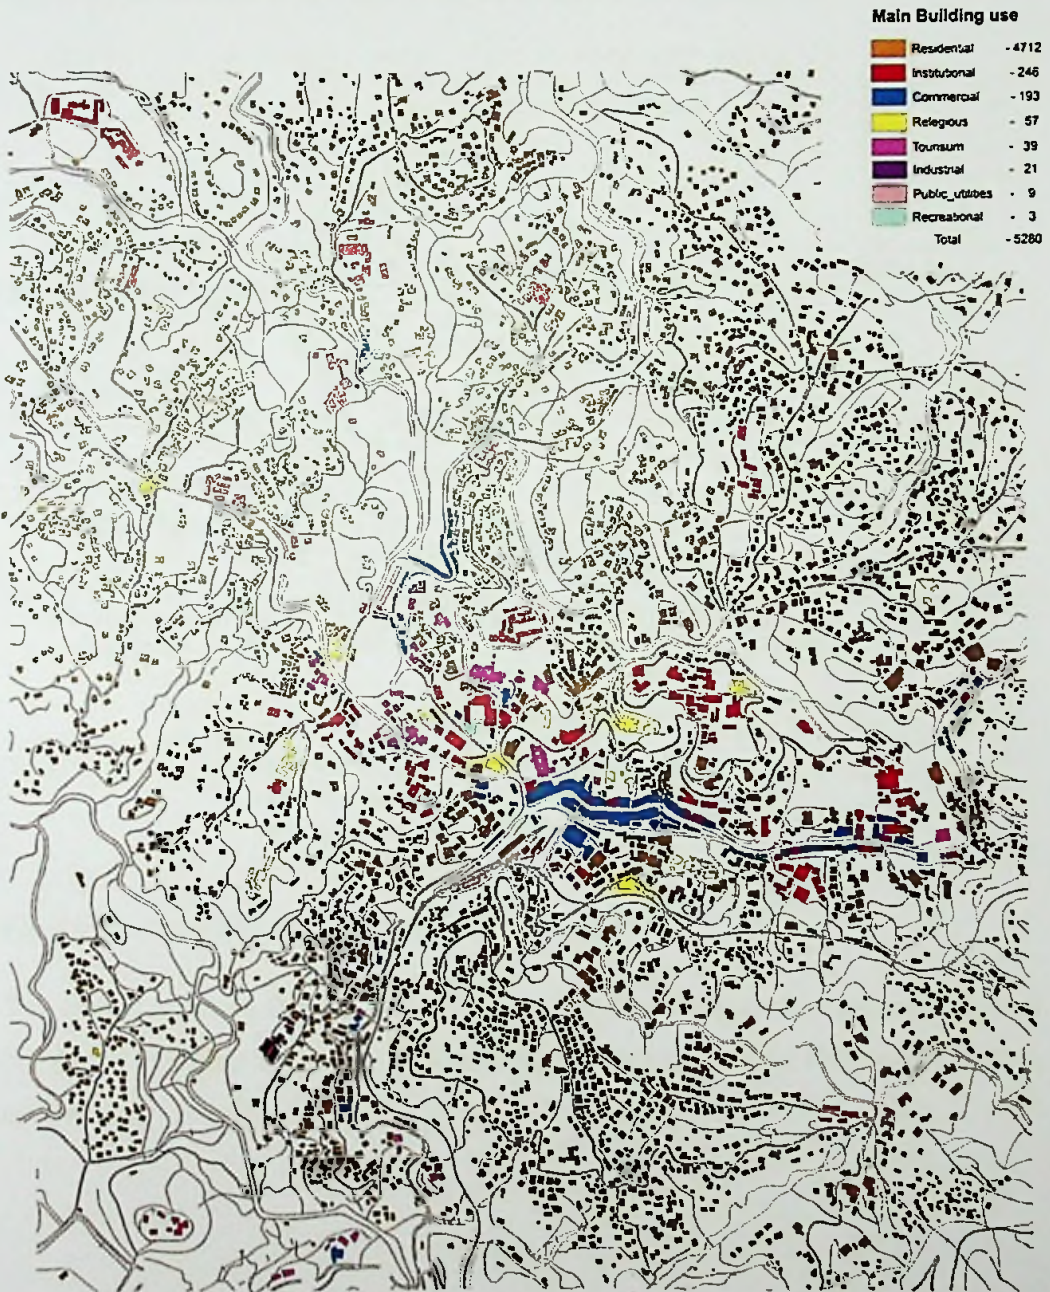 Main Building use
Residential - 4712
Institutional - 246
Commercial - 193
Relegious - 57
Tourisum - 39
Industrial - 21
Public_utilities - 9
Recreational - 3
Total - 5280